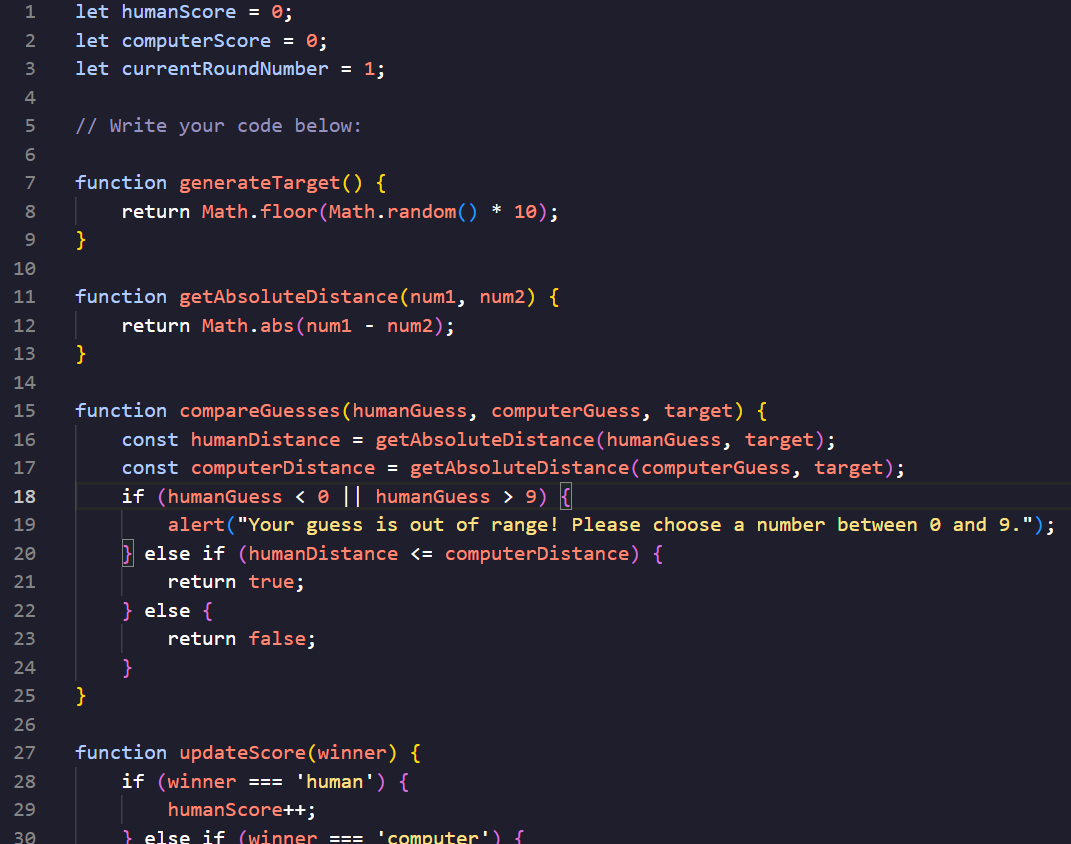 1 let humanScore = 0;
2 let computerScore = 0;
3 let currentRoundNumber = 1;
4
5 // Write your code below:
6
7 function generateTarget() {
8     return Math.floor(Math.random() * 10);
9 }
10
11 function getAbsoluteDistance(num1, num2) {
12     return Math.abs(num1 - num2);
13 }
14
15 function compareGuesses(humanGuess, computerGuess, target) {
16     const humanDistance = getAbsoluteDistance(humanGuess, target);
17     const computerDistance = getAbsoluteDistance(computerGuess, target);
18     if (humanGuess < 0 || humanGuess > 9) {
19         alert("Your guess is out of range! Please choose a number between 0 and 9.");
20     } else if (humanDistance <= computerDistance) {
21         return true;
22     } else {
23         return false;
24     }
25 }
26
27 function updateScore(winner) {
28     if (winner === 'human') {
29         humanScore++;
30     } else if (winner === 'computer') {